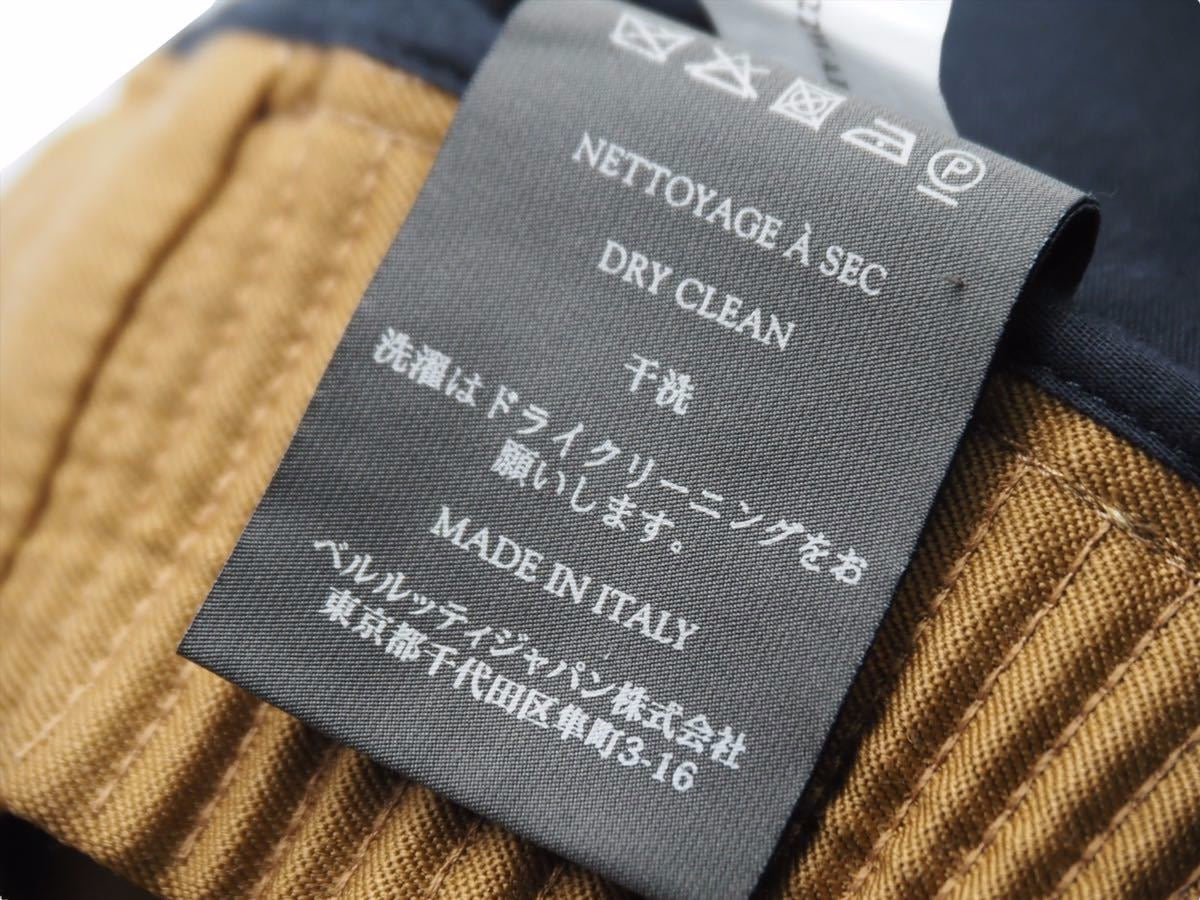 P
NETTOYAGE À SEC
DRY CLEAN
干洗
洗濯はドライクリーニングをお
願いします。
MADE IN ITALY
ベルルッティジャパン株式会社
東京都千代田区隼町3-16